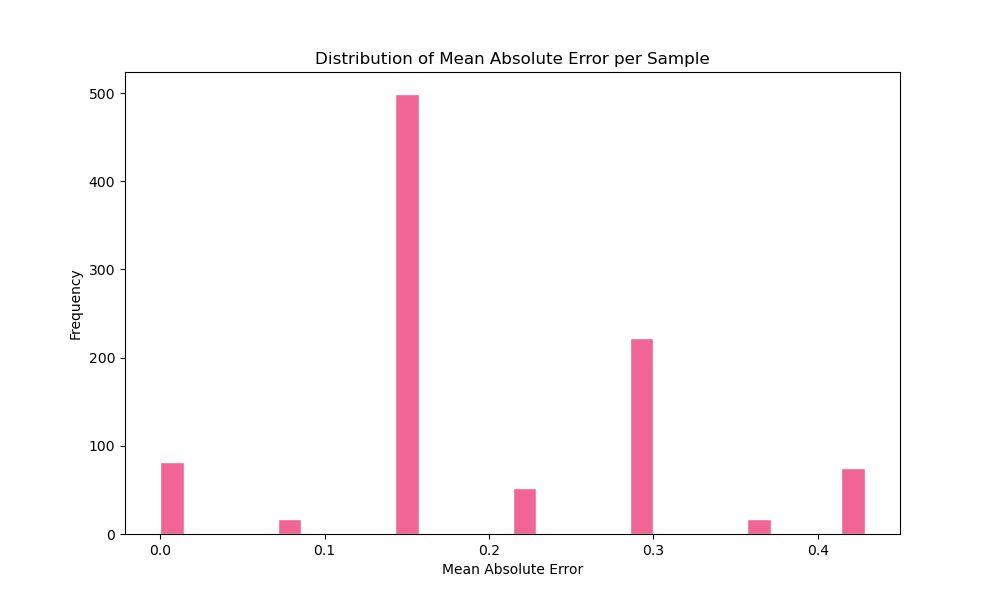 Distribution of Mean Absolute Error per Sample
500
400
300
200
100
0
Frequency
0.0 0.1 0.2 0.3 0.4
Mean Absolute Error